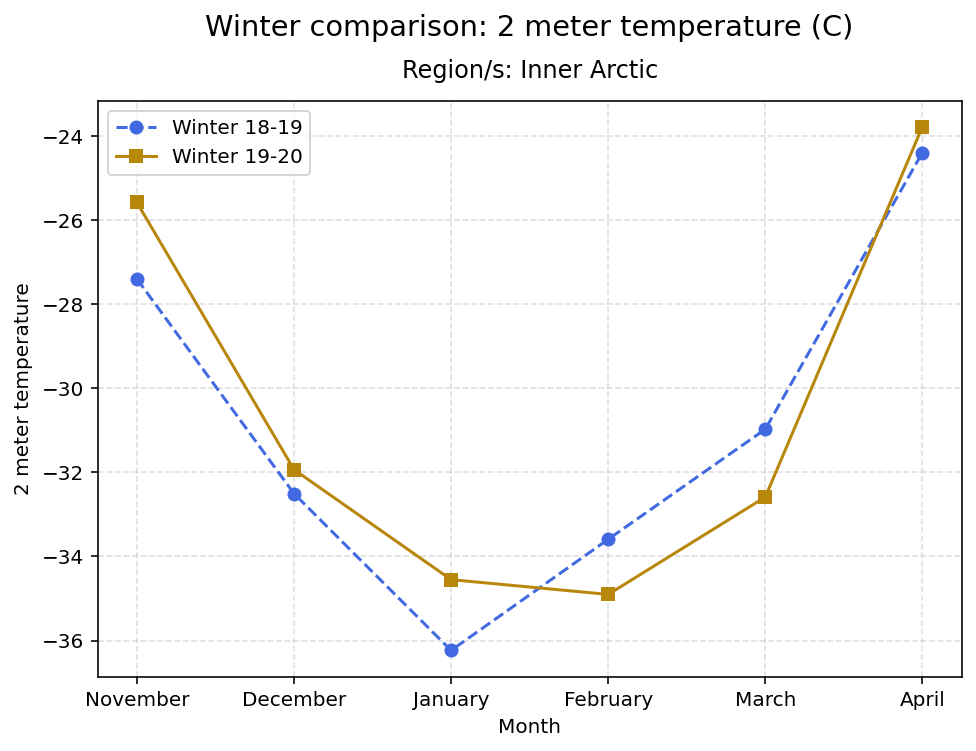 Winter comparison: 2 meter temperature (C)
Region/s: Inner Arctic
Winter 18-19
Winter 19-20
2 meter temperature
−24
−26
−28
−30
−32
−34
−36
November December January February March April
Month